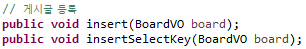 // 게시글 등록
public void insert(BoardVO board);
public void insertSelectKey(BoardVO board);